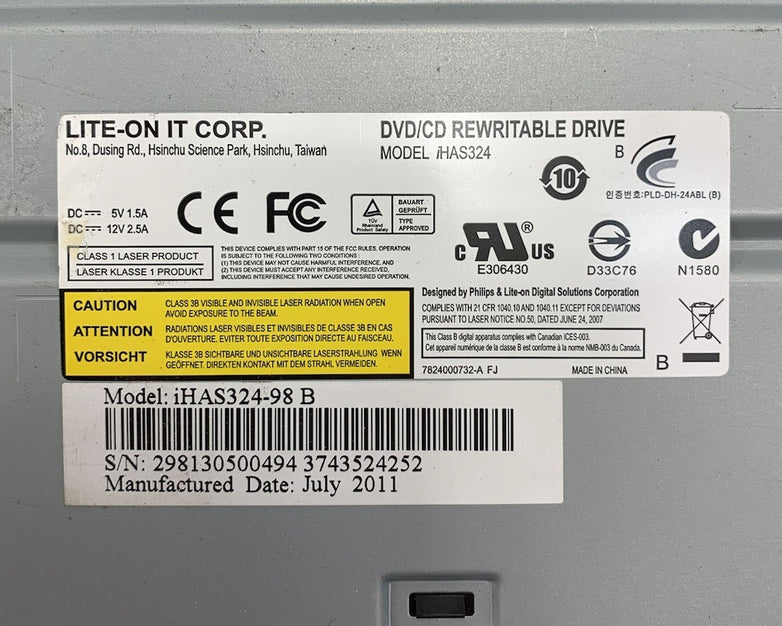 LITE-ON IT CORP.
No.8, Dusing Rd., Hsinchu Science Park, Hsinchu, Taiwan
DVD/CD REWRITABLE DRIVE
MODEL iHAS324
10
B
인증번호:PLD-DH-24ABL (B)
DC 5V 1.5A
DC 12V 2.5A
CE FC
TÜV
Rheinland
Product Safety
BAUART
GEPRÜFT
TYPE
APPROVED
c RU ® US
E306430
D33C76
N1580
CLASS 1 LASER PRODUCT
LASER KLASSE 1 PRODUKT
THIS DEVICE COMPLIES WITH PART 15 OF THE FCC RULES. OPERATION
IS SUBJECT TO THE FOLLOWING TWO CONDITIONS :
(1) THIS DEVICE MAY NOT CAUSE HARMFUL INTERFERENCE, AND
(2) THIS DEVICE MUST ACCEPT ANY INTERFERENCE RECEIVED,
INCLUDING INTERFERENCE THAT MAY CAUSE UNDESIRED OPERATION.
CAUTION CLASS 3B VISIBLE AND INVISIBLE LASER RADIATION WHEN OPEN
AVOID EXPOSURE TO THE BEAM.
ATTENTION RADIATIONS LASER VISIBLES ET INVISIBLES DE CLASSE 3B EN CAS
D'OUVERTURE. EVITER TOUTE EXPOSITION DIRECTE AU FAISCEAU.
VORSICHT KLASSE 3B SICHTBARE UND UNSICHTBARE LASERSTRAHLUNG WENN
GEÖFFNET. DIREKTEN KONTAKT MIT DEM STRAHL VERMEIDEN.
Designed by Philips & Lite-on Digital Solutions Corporation
COMPLIES WITH 21 CFR 1040.10 AND 1040.11 EXCEPT FOR DEVIATIONS
PURSUANT TO LASER NOTICE NO.50, DATED JUNE 24, 2007
This Class B digital apparatus complies with Canadian ICES-003.
Cet appareil numérique de la classe B est conforme à la norme NMB-003 du Canada.
7824000732-A FJ MADE IN CHINA
B
Model: iHAS324-98 B
S/N: 298130500494 3743524252
Manufactured Date: July 2011